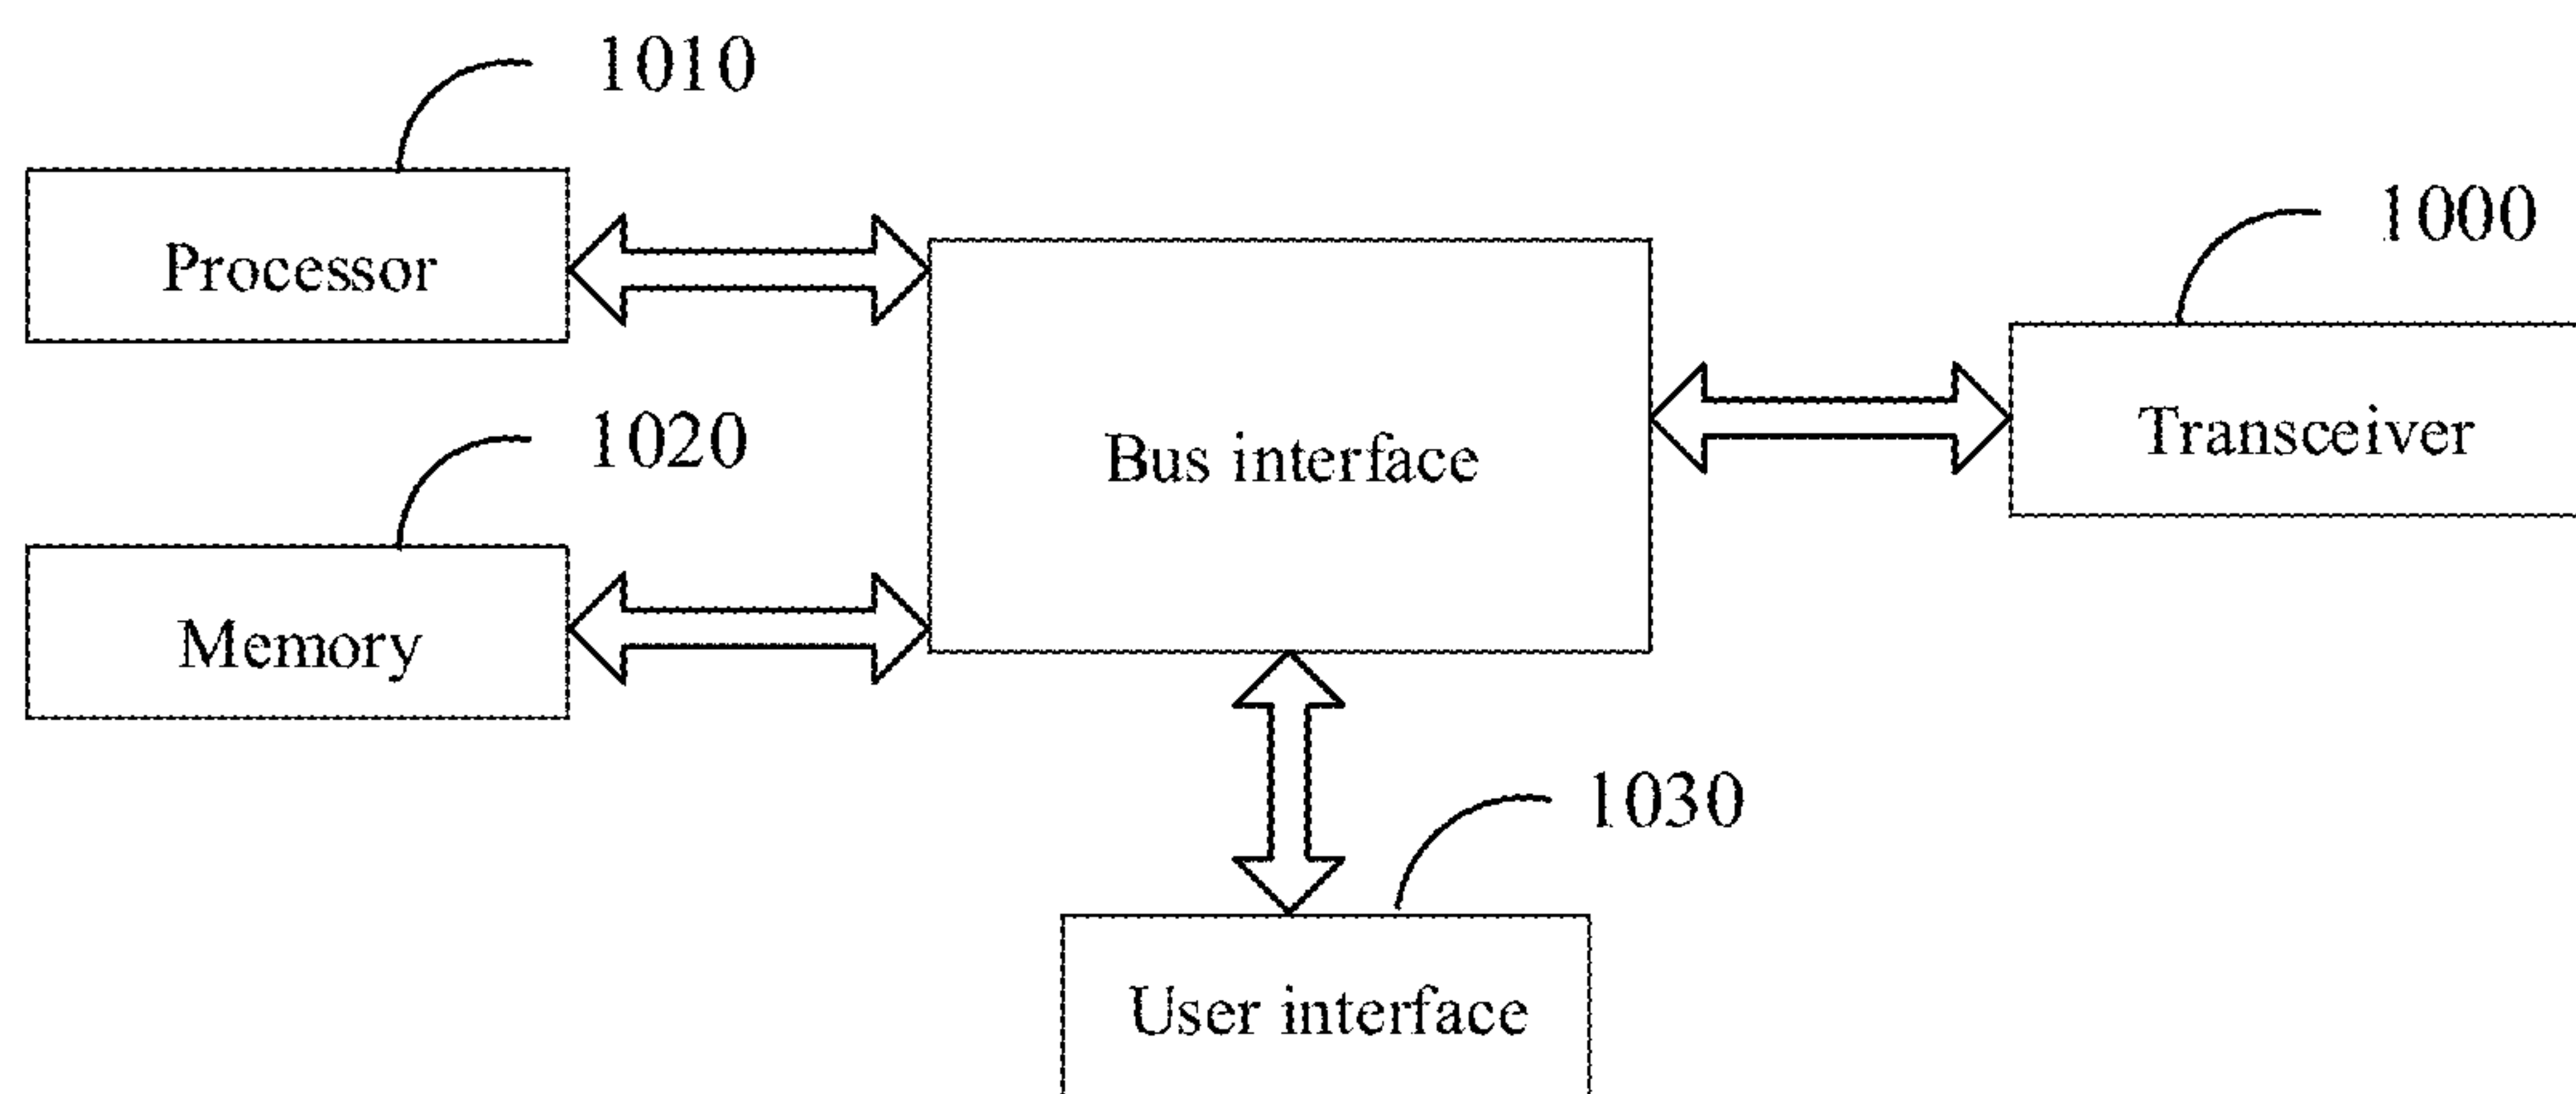 1010
1000
Processor
1020
Bus interface
Transceiver
Memory
1030
User interface